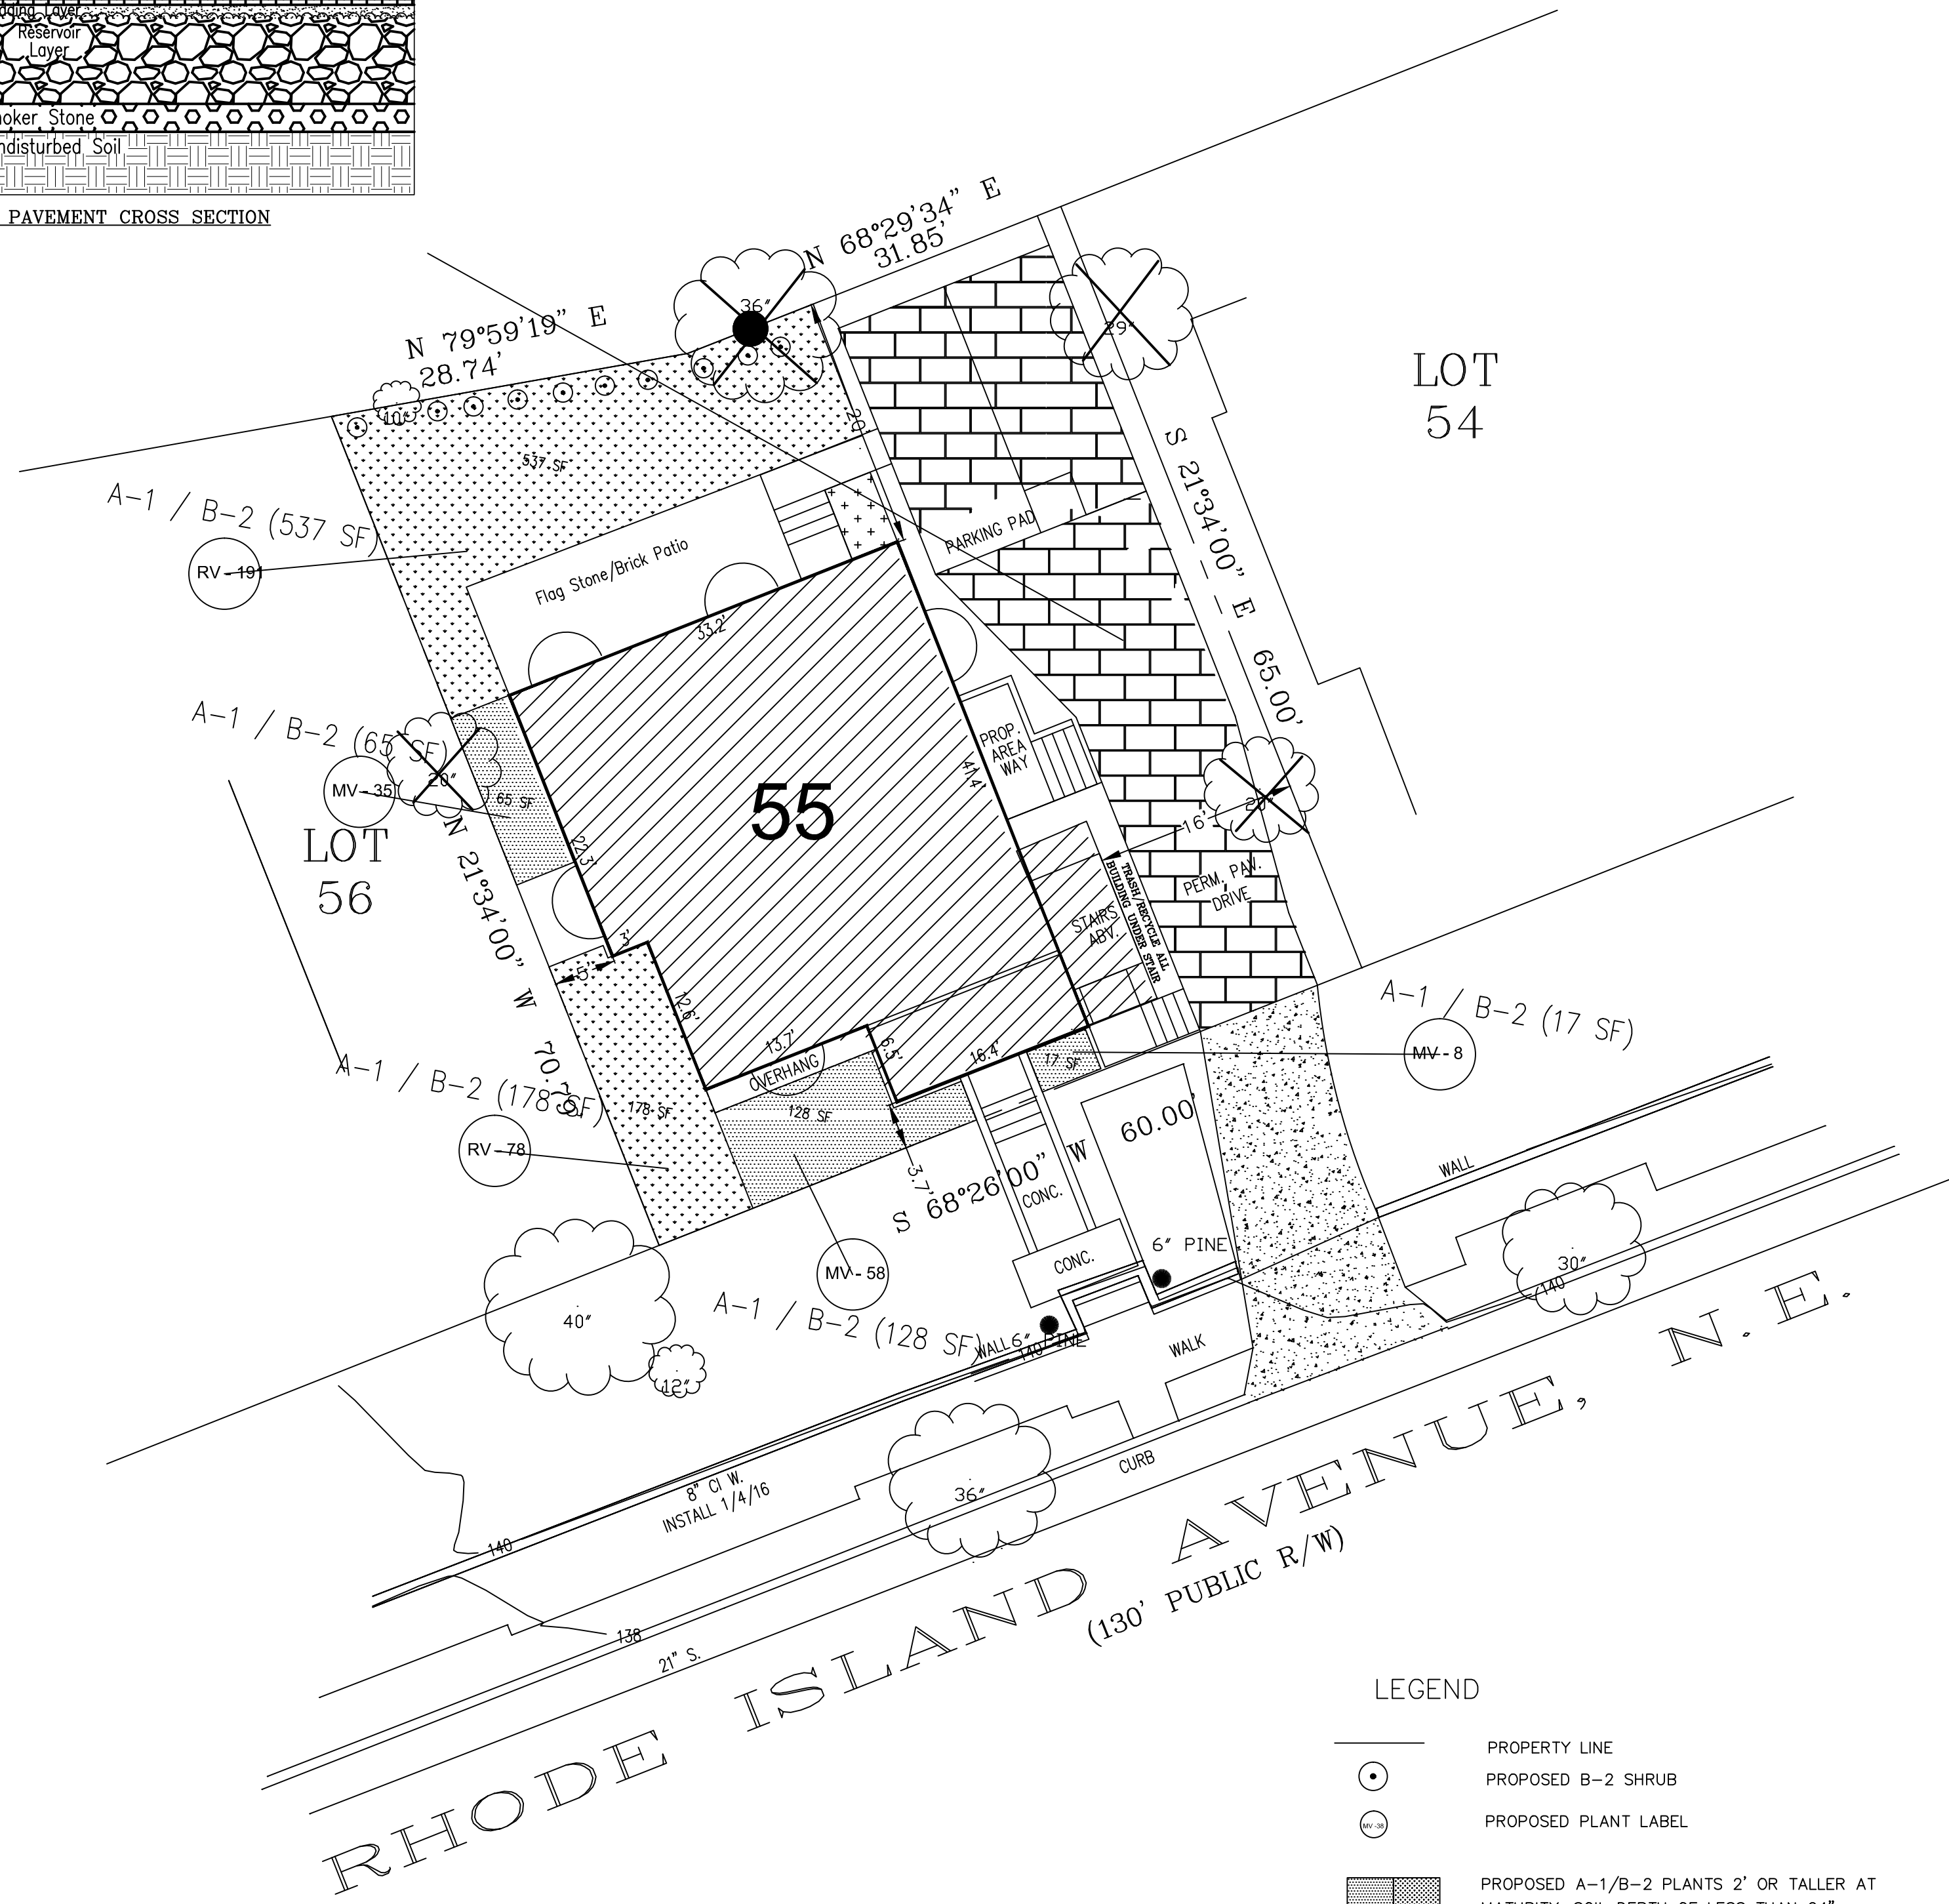 Reservoir
Layer
oker Stone
ndisturbed Soil
PAVEMENT CROSS SECTION
N 68°29'34" E
31.85'
N 79°59'19" E
28.74'
36"
29"
10"
LOT
54
537 SF
20'
A-1 / B-2 (537 SF)
RV - 191
S 21°34'00" E 65.00'
PARKING PAD
Flag Stone/Brick Patio
33.2'
A-1 / B-2 (65 SF)
MV - 35
20"
65 SF
PROP.
AREA
WAY
41.4'
55
20"
16'
LOT
56
22.3'
N 21°34'00" W 70.79'
PERM. PAV.
DRIVE
TRASH/RECYCLE ALL
BUILDING UNDER STAIR
STAIRS
ABV.
3'
5'
12.6'
13.7'
OVERHANG
6.5'
16.4'
17 SF
A-1 / B-2 (17 SF)
MV - 8
A-1 / B-2 (178 SF)
178 SF
128 SF
RV - 78
3.7'
S 68°26'00" W
60.00'
CONC.
WALL
MV - 58
CONC.
6" PINE
30"
140
A-1 / B-2 (128 SF)
WALL
6" PINE
140
WALK
40"
12"
CURB
36"
8" CI W.
INSTALL 1/4/16
140
138
21" S.
RHODE ISLAND AVENUE, N.E.
(130' PUBLIC R/W)
LEGEND
PROPERTY LINE
PROPOSED B-2 SHRUB
MV -38
PROPOSED PLANT LABEL
PROPOSED A-1/B-2 PLANTS 2' OR TALLER AT